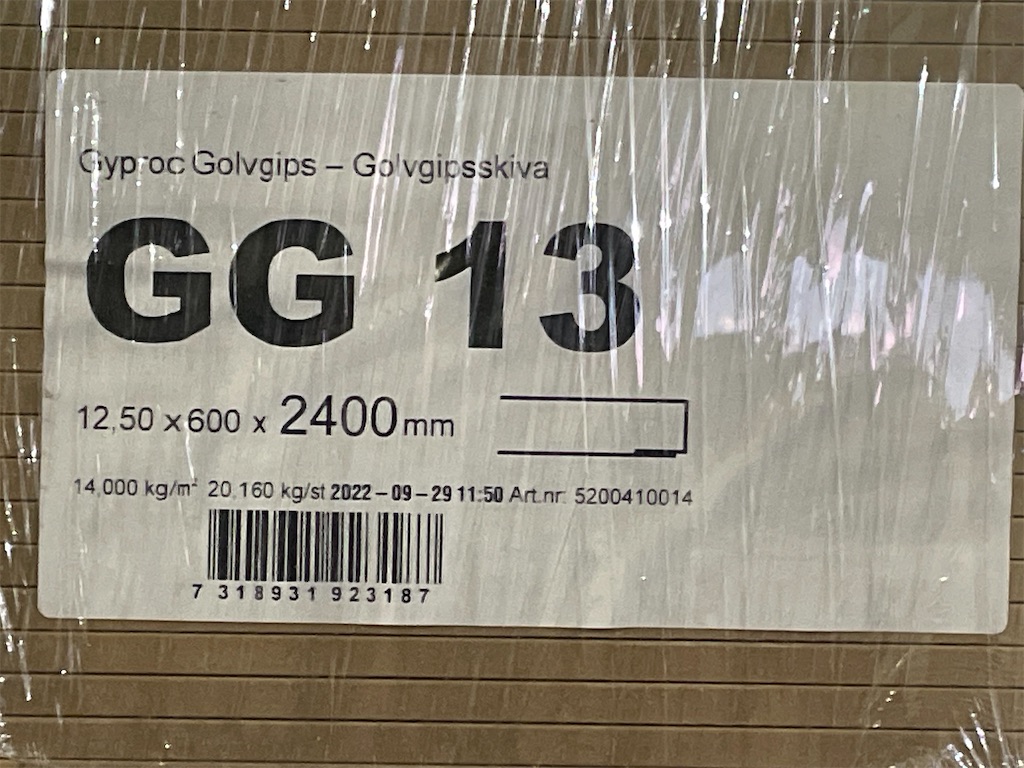 Gyproc Golvgips – Golvgipsskiva
GG 13
12,50 x 600 x 2400 mm
14,000 kg/m² 20,160 kg/st 2022-09-29 11:50 Art.nr: 5200410014
7 318931 923187